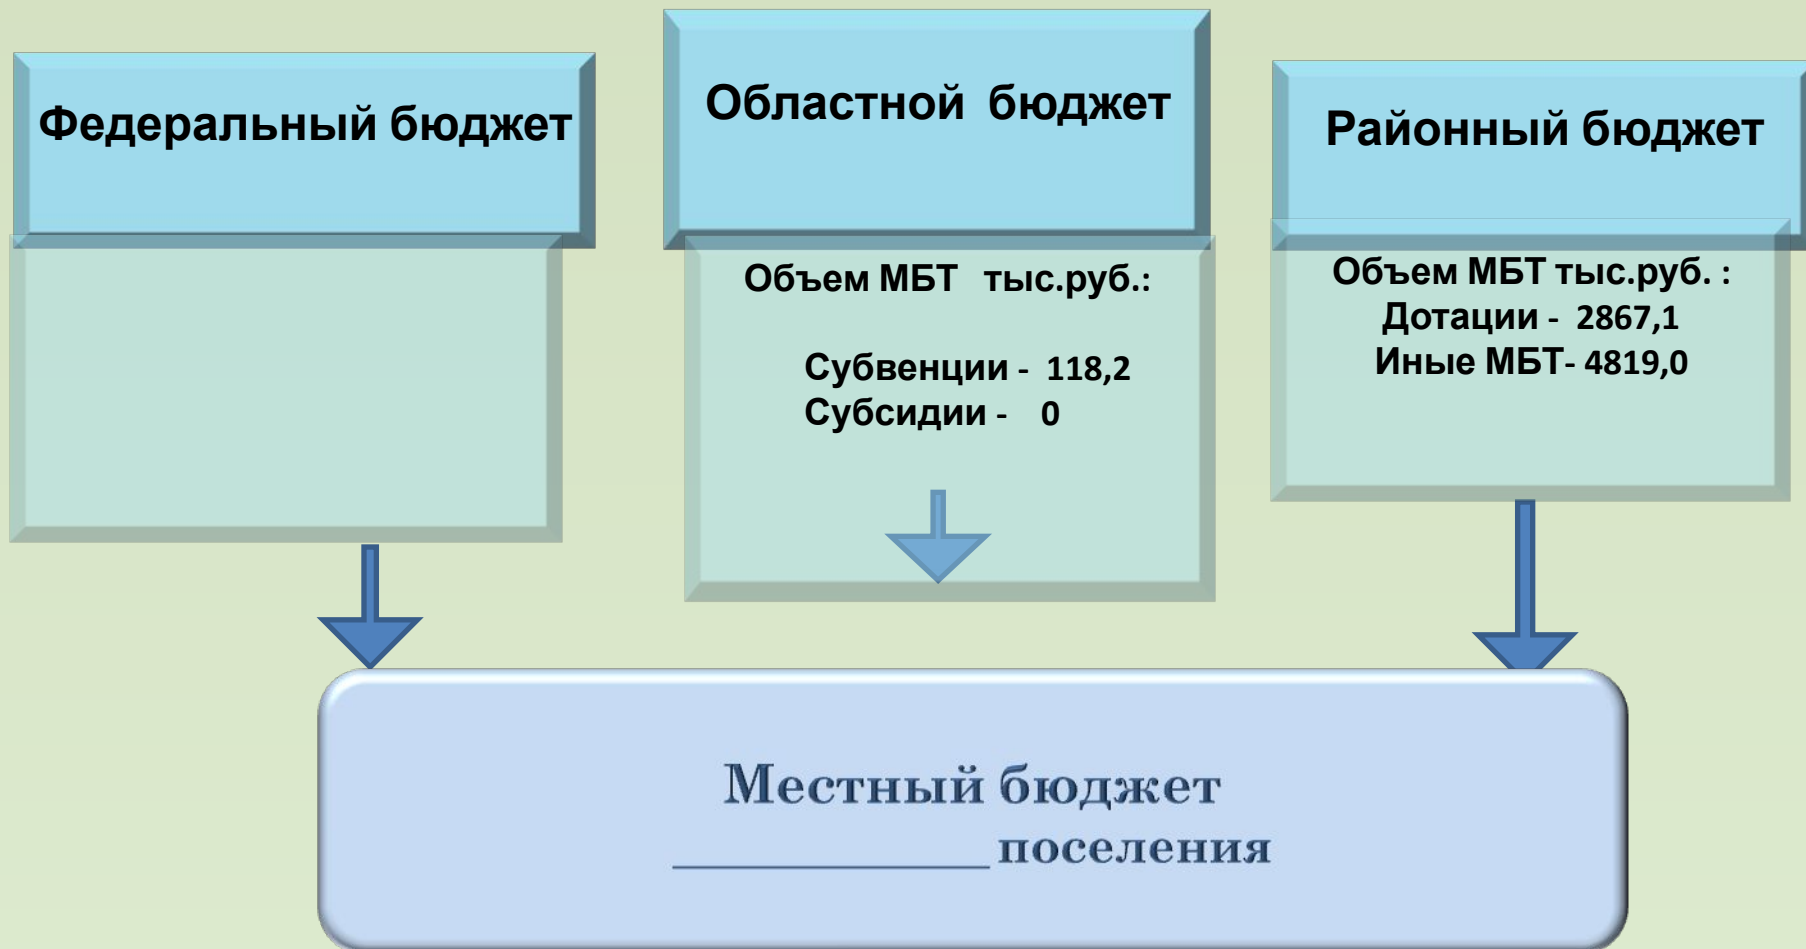 Федеральный бюджет
Областной бюджет
Объем МБТ тыс.руб.:
Субвенции - 118,2
Субсидии - 0
Районный бюджет
Объем МБТ тыс.руб. :
Дотации - 2867,1
Иные МБТ- 4819,0
Местный бюджет
____________ поселения